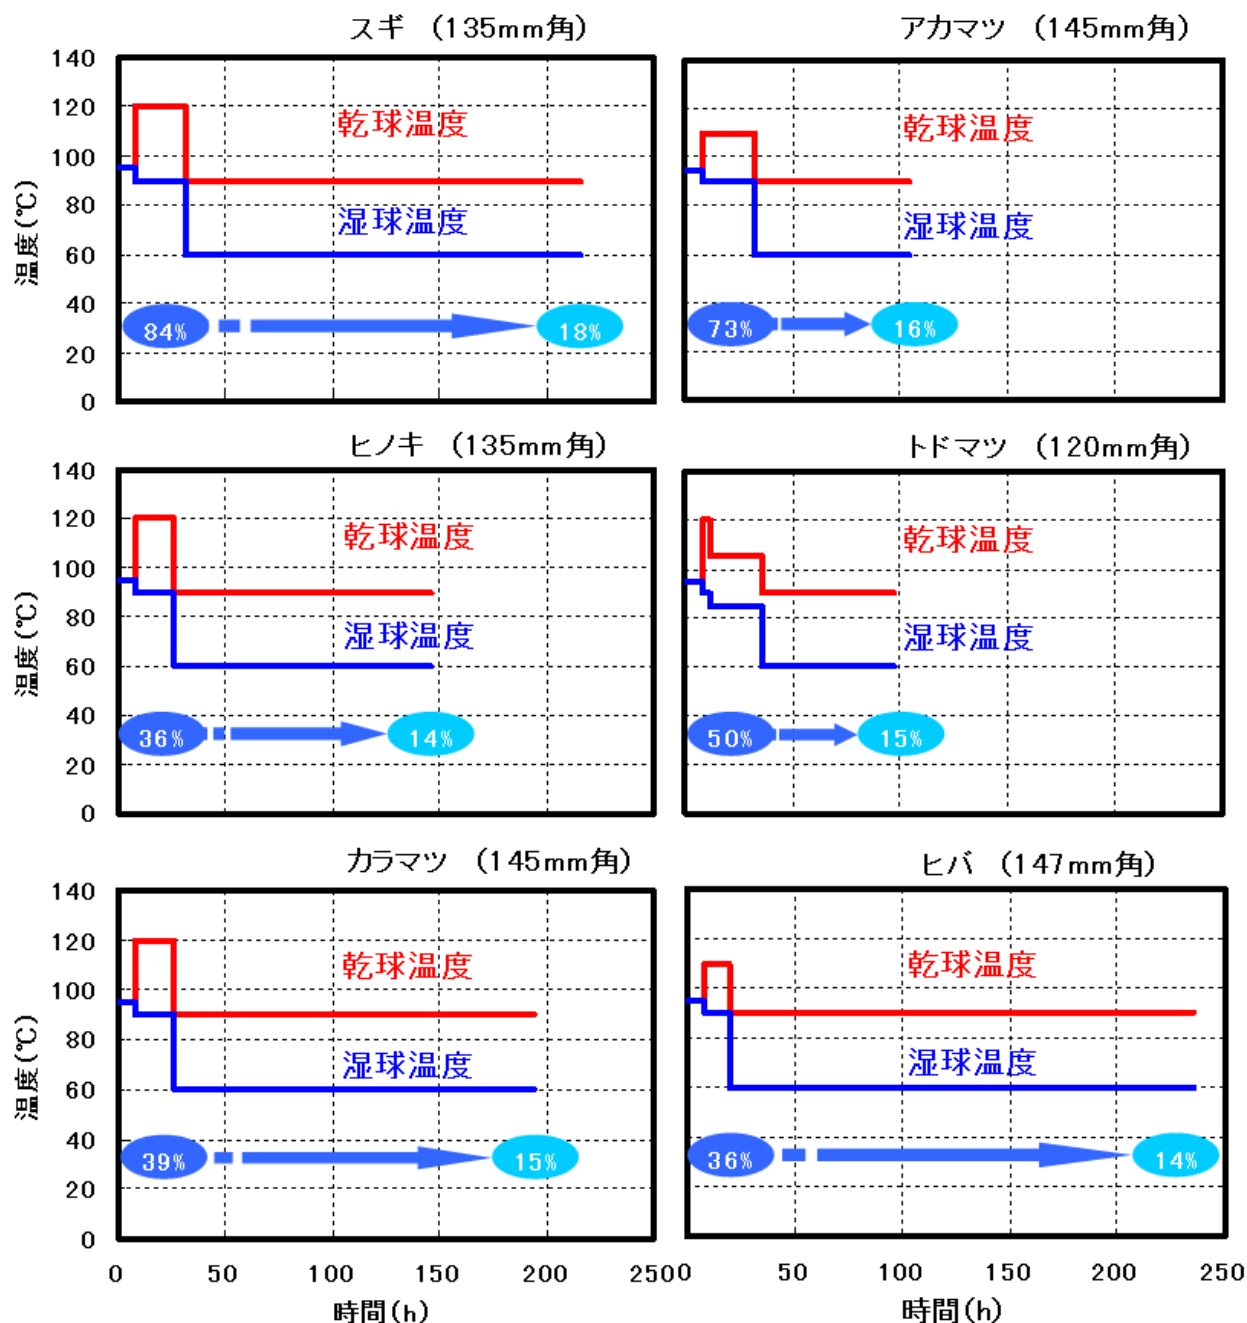 スギ (135mm角)
140
120
100
80
60
40
20
0
温度(℃)
乾球温度
湿球温度
84%
18%
アカマツ (145mm角)
乾球温度
湿球温度
73%
16%
ヒノキ (135mm角)
140
120
100
80
60
40
20
0
温度(℃)
乾球温度
湿球温度
36%
14%
トドマツ (120mm角)
乾球温度
湿球温度
50%
15%
カラマツ (145mm角)
140
120
100
80
60
40
20
0
温度(℃)
乾球温度
湿球温度
39%
15%
0 50 100 150 200 250
時間(h)
ヒバ (147mm角)
乾球温度
湿球温度
36%
14%
0 50 100 150 200 250
時間(h)